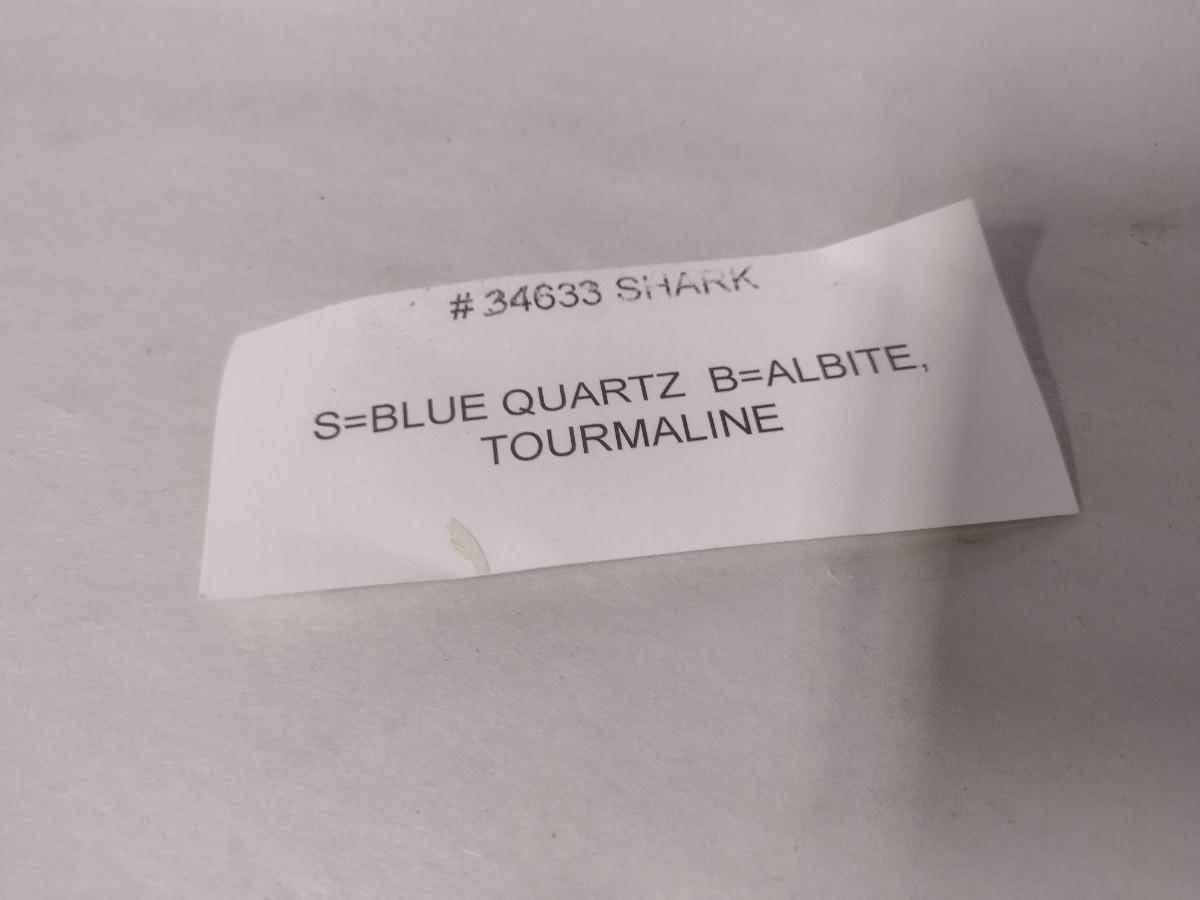 # 34633 SHARK
S=BLUE QUARTZ B=ALBITE,
TOURMALINE